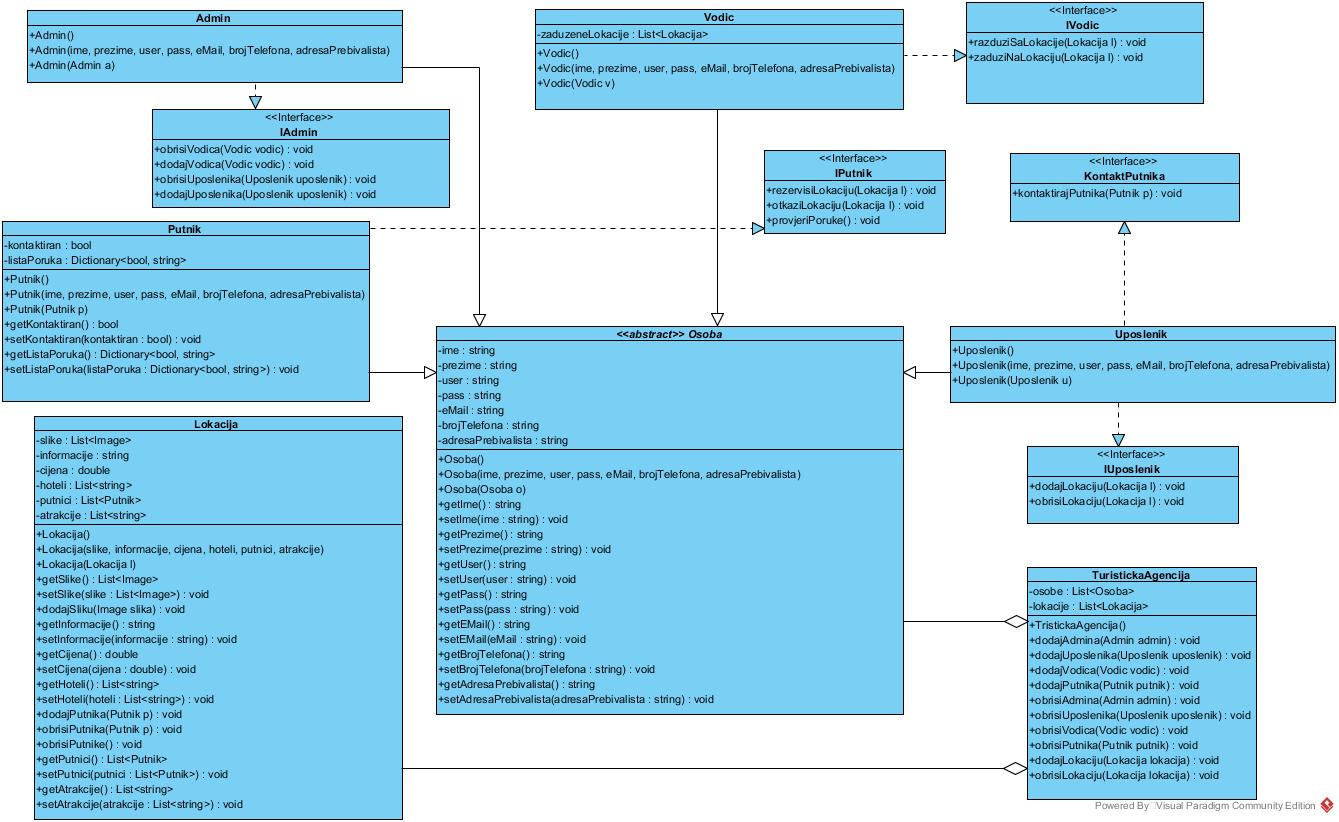 Admin
+Admin()
+Admin(ime, prezime, user, pass, eMail, brojTelefona, adresaPrebivalista)
+Admin(Admin a)
<<Interface>>
IAdmin
+obrisiVodica(Vodic vodic) : void
+dodajVodica(Vodic vodic) : void
+obrisiUposlenika(Uposlenik uposlenik) : void
+dodajUposlenika(Uposlenik uposlenik) : void
Vodic
-zaduzeneLokacije : List<Lokacija>
+Vodic()
+Vodic(ime, prezime, user, pass, eMail, brojTelefona, adresaPrebivalista)
+Vodic(Vodic v)
<<Interface>>
IVodic
+razduziSaLokacije(Lokacija l) : void
+zaduziNaLokaciju(Lokacija l) : void
<<Interface>>
IPutnik
+rezervisiLokaciju(Lokacija l) : void
+otkaziLokaciju(Lokacija l) : void
+provjeriPoruke() : void
<<Interface>>
KontaktPutnika
+kontaktirajPutnika(Putnik p) : void
Putnik
-kontaktiran : bool
-listaPoruka : Dictionary<bool, string>
+Putnik()
+Putnik(ime, prezime, user, pass, eMail, brojTelefona, adresaPrebivalista)
+Putnik(Putnik p)
+getKontaktiran() : bool
+setKontaktiran(kontaktiran : bool) : void
+getListaPoruka() : Dictionary<bool, string>
+setListaPoruka(listaPoruka : Dictionary<bool, string>) : void
<<abstract>> Osoba
-ime : string
-prezime : string
-user : string
-pass : string
-eMail : string
-brojTelefona : string
-adresaPrebivalista : string
+Osoba()
+Osoba(ime, prezime, user, pass, eMail, brojTelefona, adresaPrebivalista)
+Osoba(Osoba o)
+getIme() : string
+setIme(ime : string) : void
+getPrezime() : string
+setPrezime(prezime : string) : void
+getUser() : string
+setUser(user : string) : void
+getPass() : string
+setPass(pass : string) : void
+getEMail() : string
+setEMail(eMail : string) : void
+getBrojTelefona() : string
+setBrojTelefona(brojTelefona : string) : void
+getAdresaPrebivalista() : string
+setAdresaPrebivalista(adresaPrebivalista : string) : void
Uposlenik
+Uposlenik()
+Uposlenik(ime, prezime, user, pass, eMail, brojTelefona, adresaPrebivalista)
+Uposlenik(Uposlenik u)
<<Interface>>
IUposlenik
+dodajLokaciju(Lokacija l) : void
+obrisiLokaciju(Lokacija l) : void
Lokacija
-slike : List<Image>
-informacije : string
-cijena : double
-hoteli : List<string>
-putnici : List<Putnik>
-atrakcije : List<string>
+Lokacija()
+Lokacija(slike, informacije, cijena, hoteli, putnici, atrakcije)
+Lokacija(Lokacija l)
+getSlike() : List<Image>
+setSlike(slike : List<Image>) : void
+dodajSliku(Image slika) : void
+getInformacije() : string
+setInformacije(informacije : string) : void
+getCijena() : double
+setCijena(cijena : double) : void
+getHoteli() : List<string>
+setHoteli(hoteli : List<string>) : void
+dodajPutnika(Putnik p) : void
+obrisiPutnika(Putnik p) : void
+obrisiPutnike() : void
+getPutnici() : List<Putnik>
+setPutnici(putnici : List<Putnik>) : void
+getAtrakcije() : List<string>
+setAtrakcije(atrakcije : List<string>) : void
TuristickaAgencija
-osobe : List<Osoba>
-lokacije : List<Lokacija>
+TristickaAgencija()
+dodajAdmina(Admin admin) : void
+dodajUposlenika(Uposlenik uposlenik) : void
+dodajVodica(Vodic vodic) : void
+dodajPutnika(Putnik putnik) : void
+obrisiAdmina(Admin admin) : void
+obrisiUposlenika(Uposlenik uposlenik) : void
+obrisiVodica(Vodic vodic) : void
+obrisiPutnika(Putnik putnik) : void
+dodajLokaciju(Lokacija lokacija) : void
+obrisiLokaciju(Lokacija lokacija) : void
Powered By Visual Paradigm Community Edition